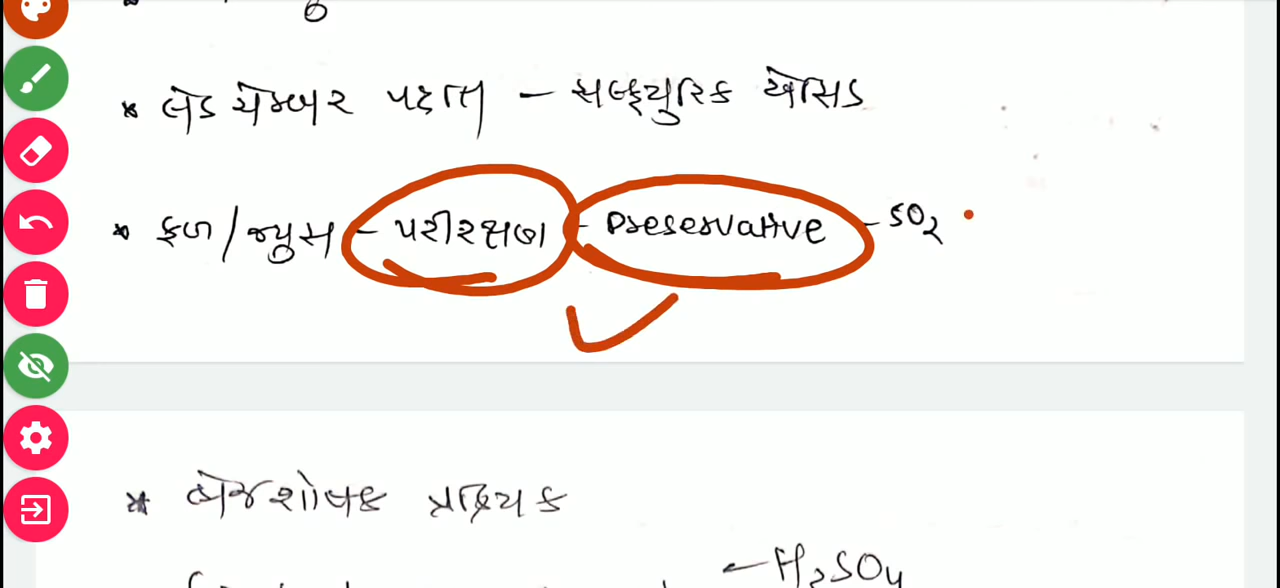 * લેડ ચેમ્બર પદ્ધતિ - સલ્ફ્યુરિક એસિડ
* ફળ/જ્યુસ - પરીરક્ષણ - Preservative - SO₂
* ભેજશોષક પ્રક્રિયક
← H₂SO₄